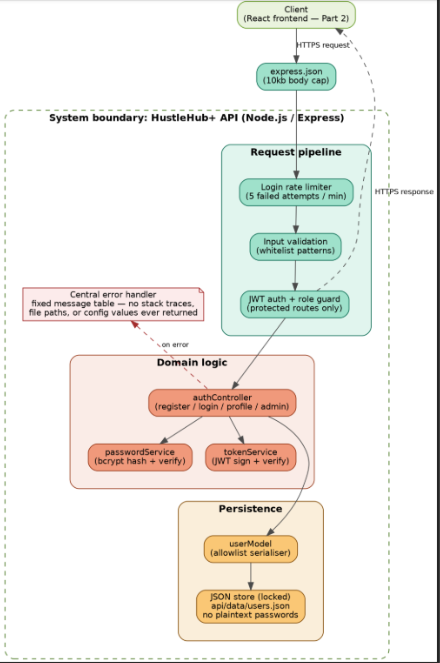 Client
(React frontend — Part 2)
HTTPS request
express.json
(10kb body cap)
System boundary: HustleHub+ API (Node.js / Express)
Request pipeline
Login rate limiter
(5 failed attempts / min)
HTTPS response
Input validation
(whitelist patterns)
JWT auth + role guard
(protected routes only)
Central error handler
fixed message table — no stack traces,
file paths, or config values ever returned
on error
Domain logic
authController
(register / login / profile / admin)
passwordService
(bcrypt hash + verify)
tokenService
(JWT sign + verify)
Persistence
userModel
(allowlist serialiser)
JSON store (locked)
api/data/users.json
no plaintext passwords